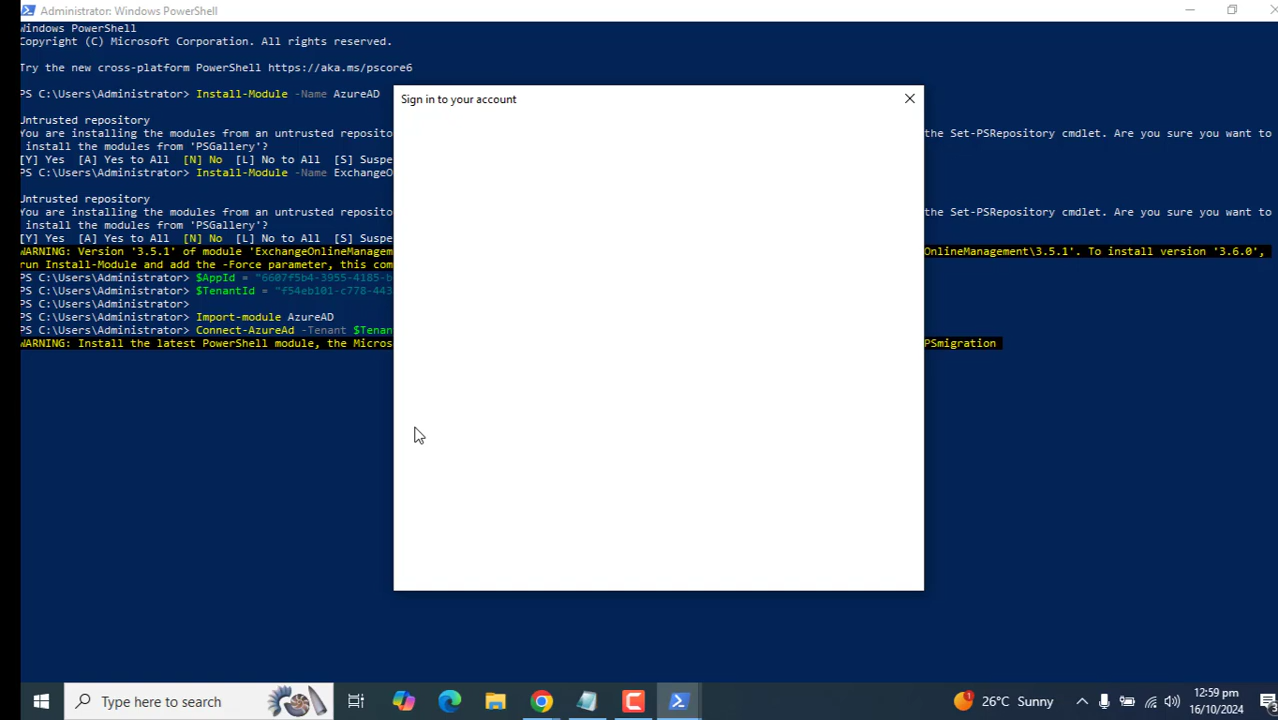 Administrator: Windows PowerShell
Windows PowerShell
Copyright (C) Microsoft Corporation. All rights reserved.
Try the new cross-platform PowerShell https://aka.ms/pscore6
PS C:\Users\Administrator> Install-Module -Name AzureAD
Sign in to your account
Untrusted repository
You are installing the modules from an untrusted reposito the Set-PSRepository cmdlet. Are you sure you want to
install the modules from 'PSGallery'?
[Y] Yes [A] Yes to All [N] No [L] No to All [S] Suspe
PS C:\Users\Administrator> Install-Module -Name ExchangeO
Untrusted repository
You are installing the modules from an untrusted reposito the Set-PSRepository cmdlet. Are you sure you want to
install the modules from 'PSGallery'?
[Y] Yes [A] Yes to All [N] No [L] No to All [S] Suspe
WARNING: Version '3.5.1' of module 'ExchangeOnlineManagem OnlineManagement\3.5.1'. To install version '3.6.0',
run Install-Module and add the -Force parameter, this com
PS C:\Users\Administrator> $AppId = "6607f5b4-3955-4185-b
PS C:\Users\Administrator> $TenantId = "f54eb101-c778-443
PS C:\Users\Administrator>
PS C:\Users\Administrator> Import-module AzureAD
PS C:\Users\Administrator> Connect-AzureAd -Tenant $Tenan
WARNING: Install the latest PowerShell module, the Micros PSmigration
Type here to search
1
26°C Sunny
12:59 pm
16/10/2024